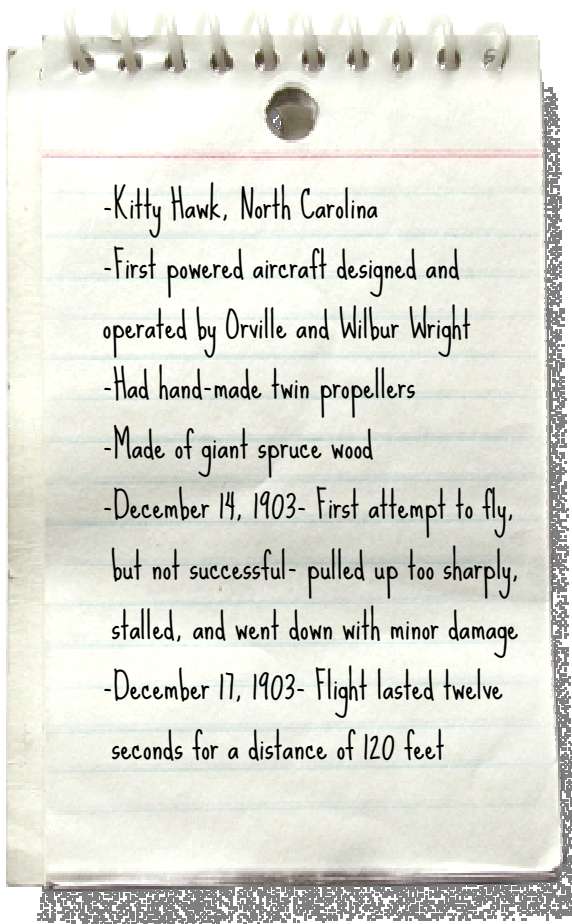 -Kitty Hawk, North Carolina
-First powered aircraft designed and
operated by Orville and Wilbur Wright
-Had hand-made twin propellers
-Made of giant spruce wood
-December 14, 1903- First attempt to fly,
but not successful- pulled up too sharply,
stalled, and went down with minor damage
-December 17, 1903- Flight lasted twelve
seconds for a distance of 120 feet